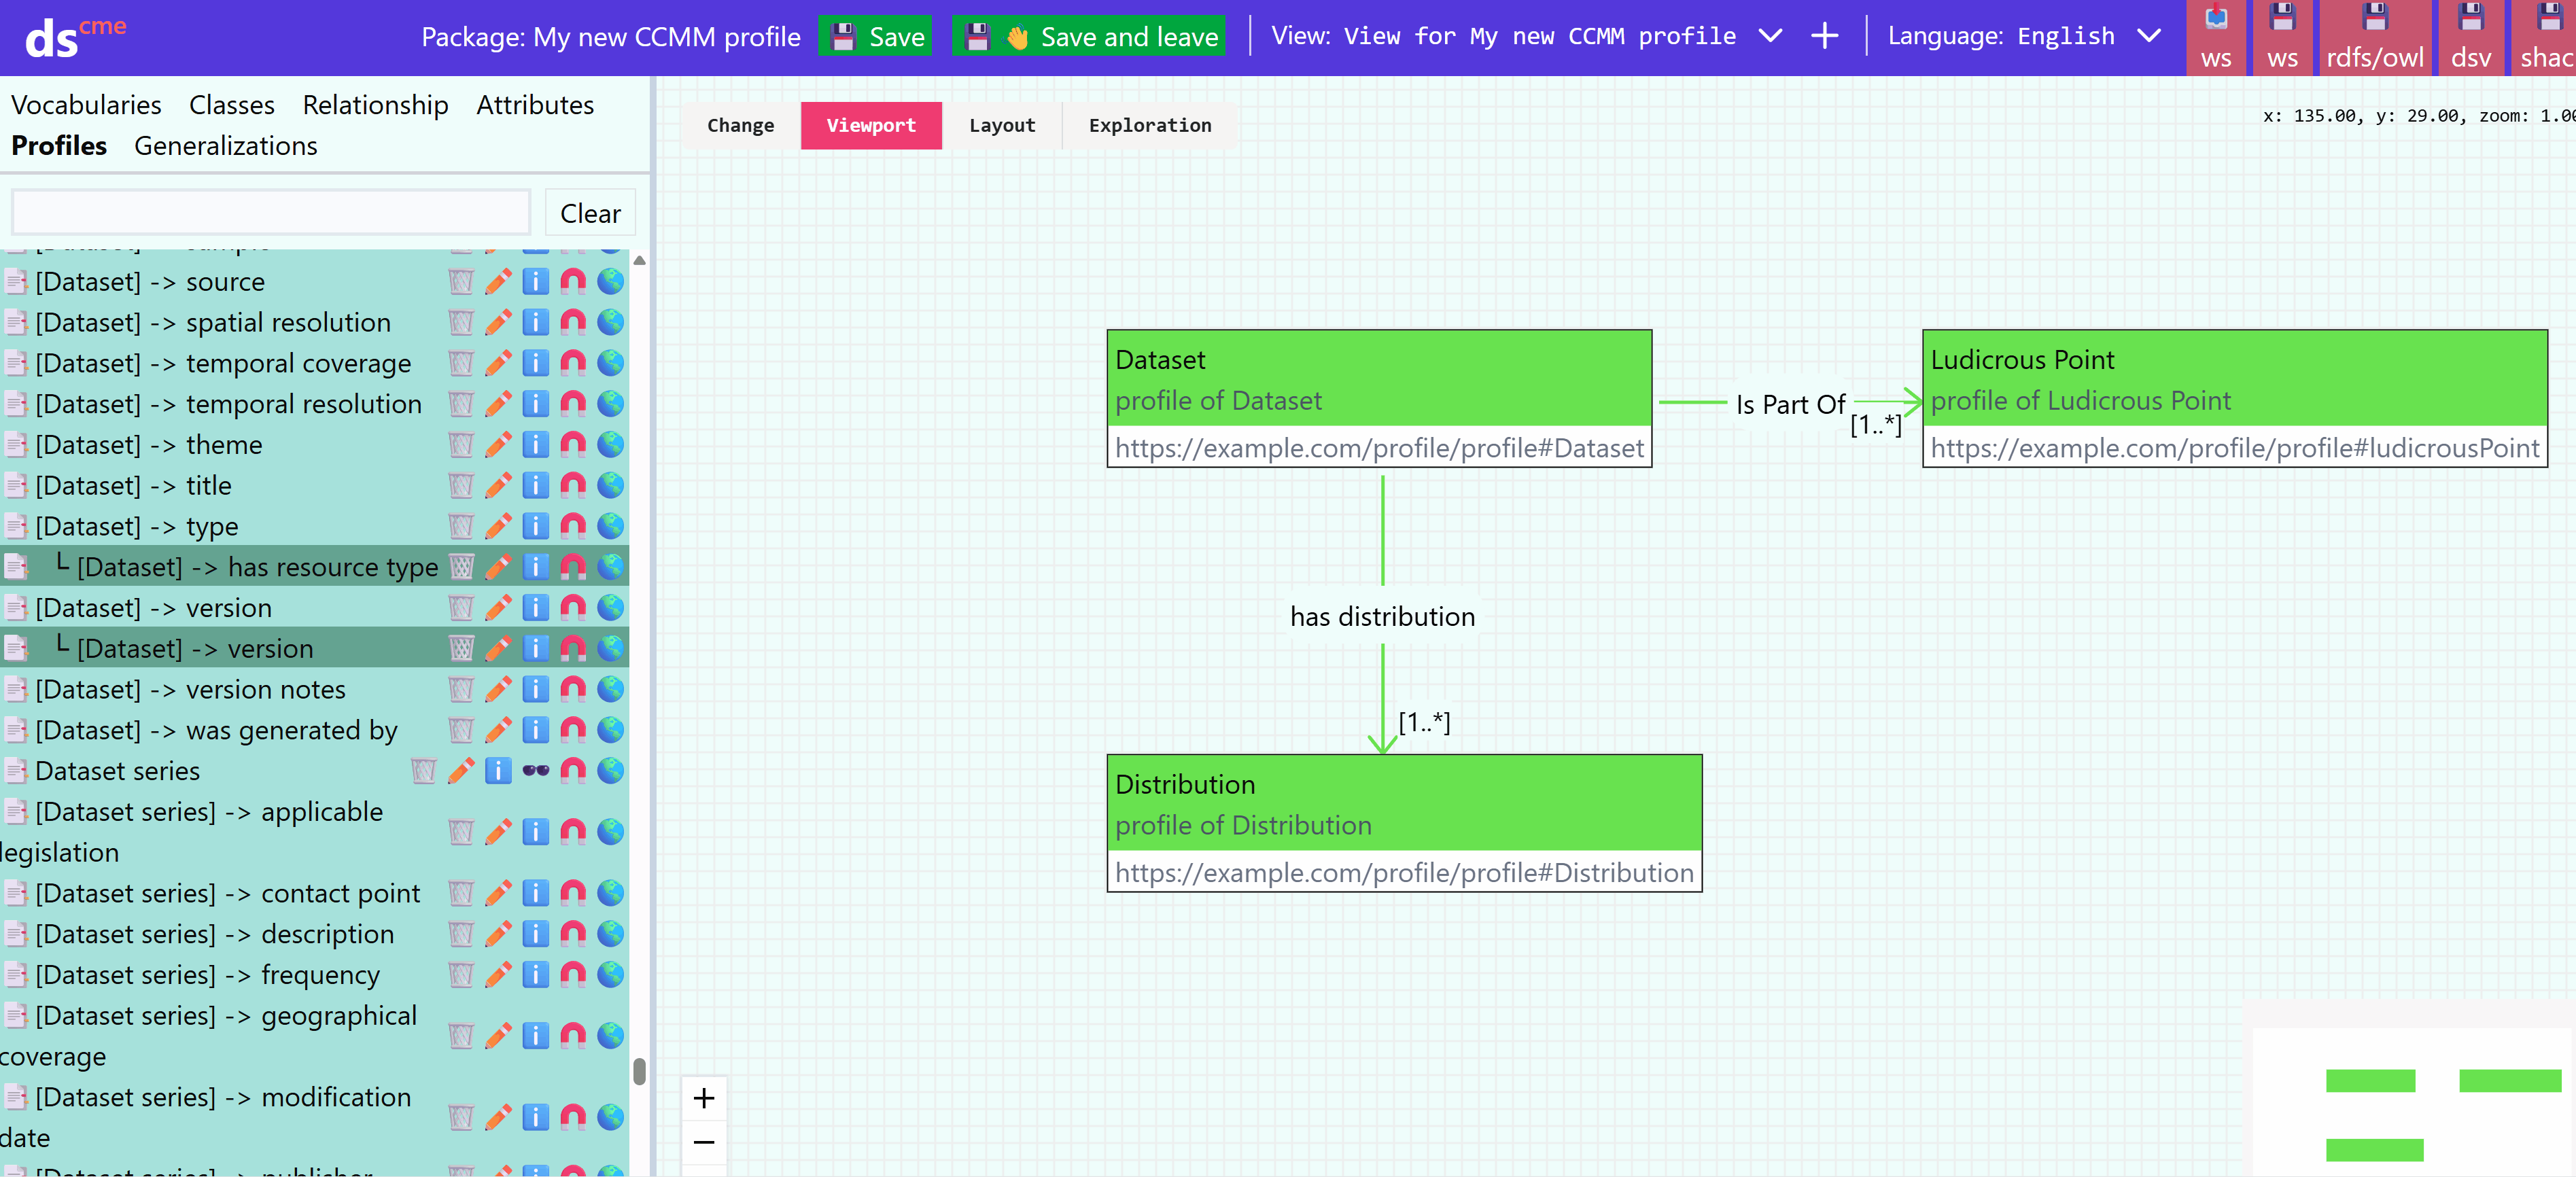 dscme
Package: My new CCMM profile
Save
Save and leave
View: View for My new CCMM profile
Language: English
ws
ws
rdfs/owl
dsv
shac
Vocabularies Classes Relationship Attributes
Profiles Generalizations
Clear
[Dataset] -> source
[Dataset] -> spatial resolution
[Dataset] -> temporal coverage
[Dataset] -> temporal resolution
[Dataset] -> theme
[Dataset] -> title
[Dataset] -> type
└ [Dataset] -> has resource type
[Dataset] -> version
└ [Dataset] -> version
[Dataset] -> version notes
[Dataset] -> was generated by
Dataset series
[Dataset series] -> applicable
legislation
[Dataset series] -> contact point
[Dataset series] -> description
[Dataset series] -> frequency
[Dataset series] -> geographical
coverage
[Dataset series] -> modification
date
[Dataset series] -> publisher
Change Viewport Layout Exploration
x: 135.00, y: 29.00, zoom: 1.00
Dataset
profile of Dataset
https://example.com/profile/profile#Dataset
Is Part Of
[1..*]
Ludicrous Point
profile of Ludicrous Point
https://example.com/profile/profile#ludicrousPoint
has distribution
[1..*]
Distribution
profile of Distribution
https://example.com/profile/profile#Distribution
+
−